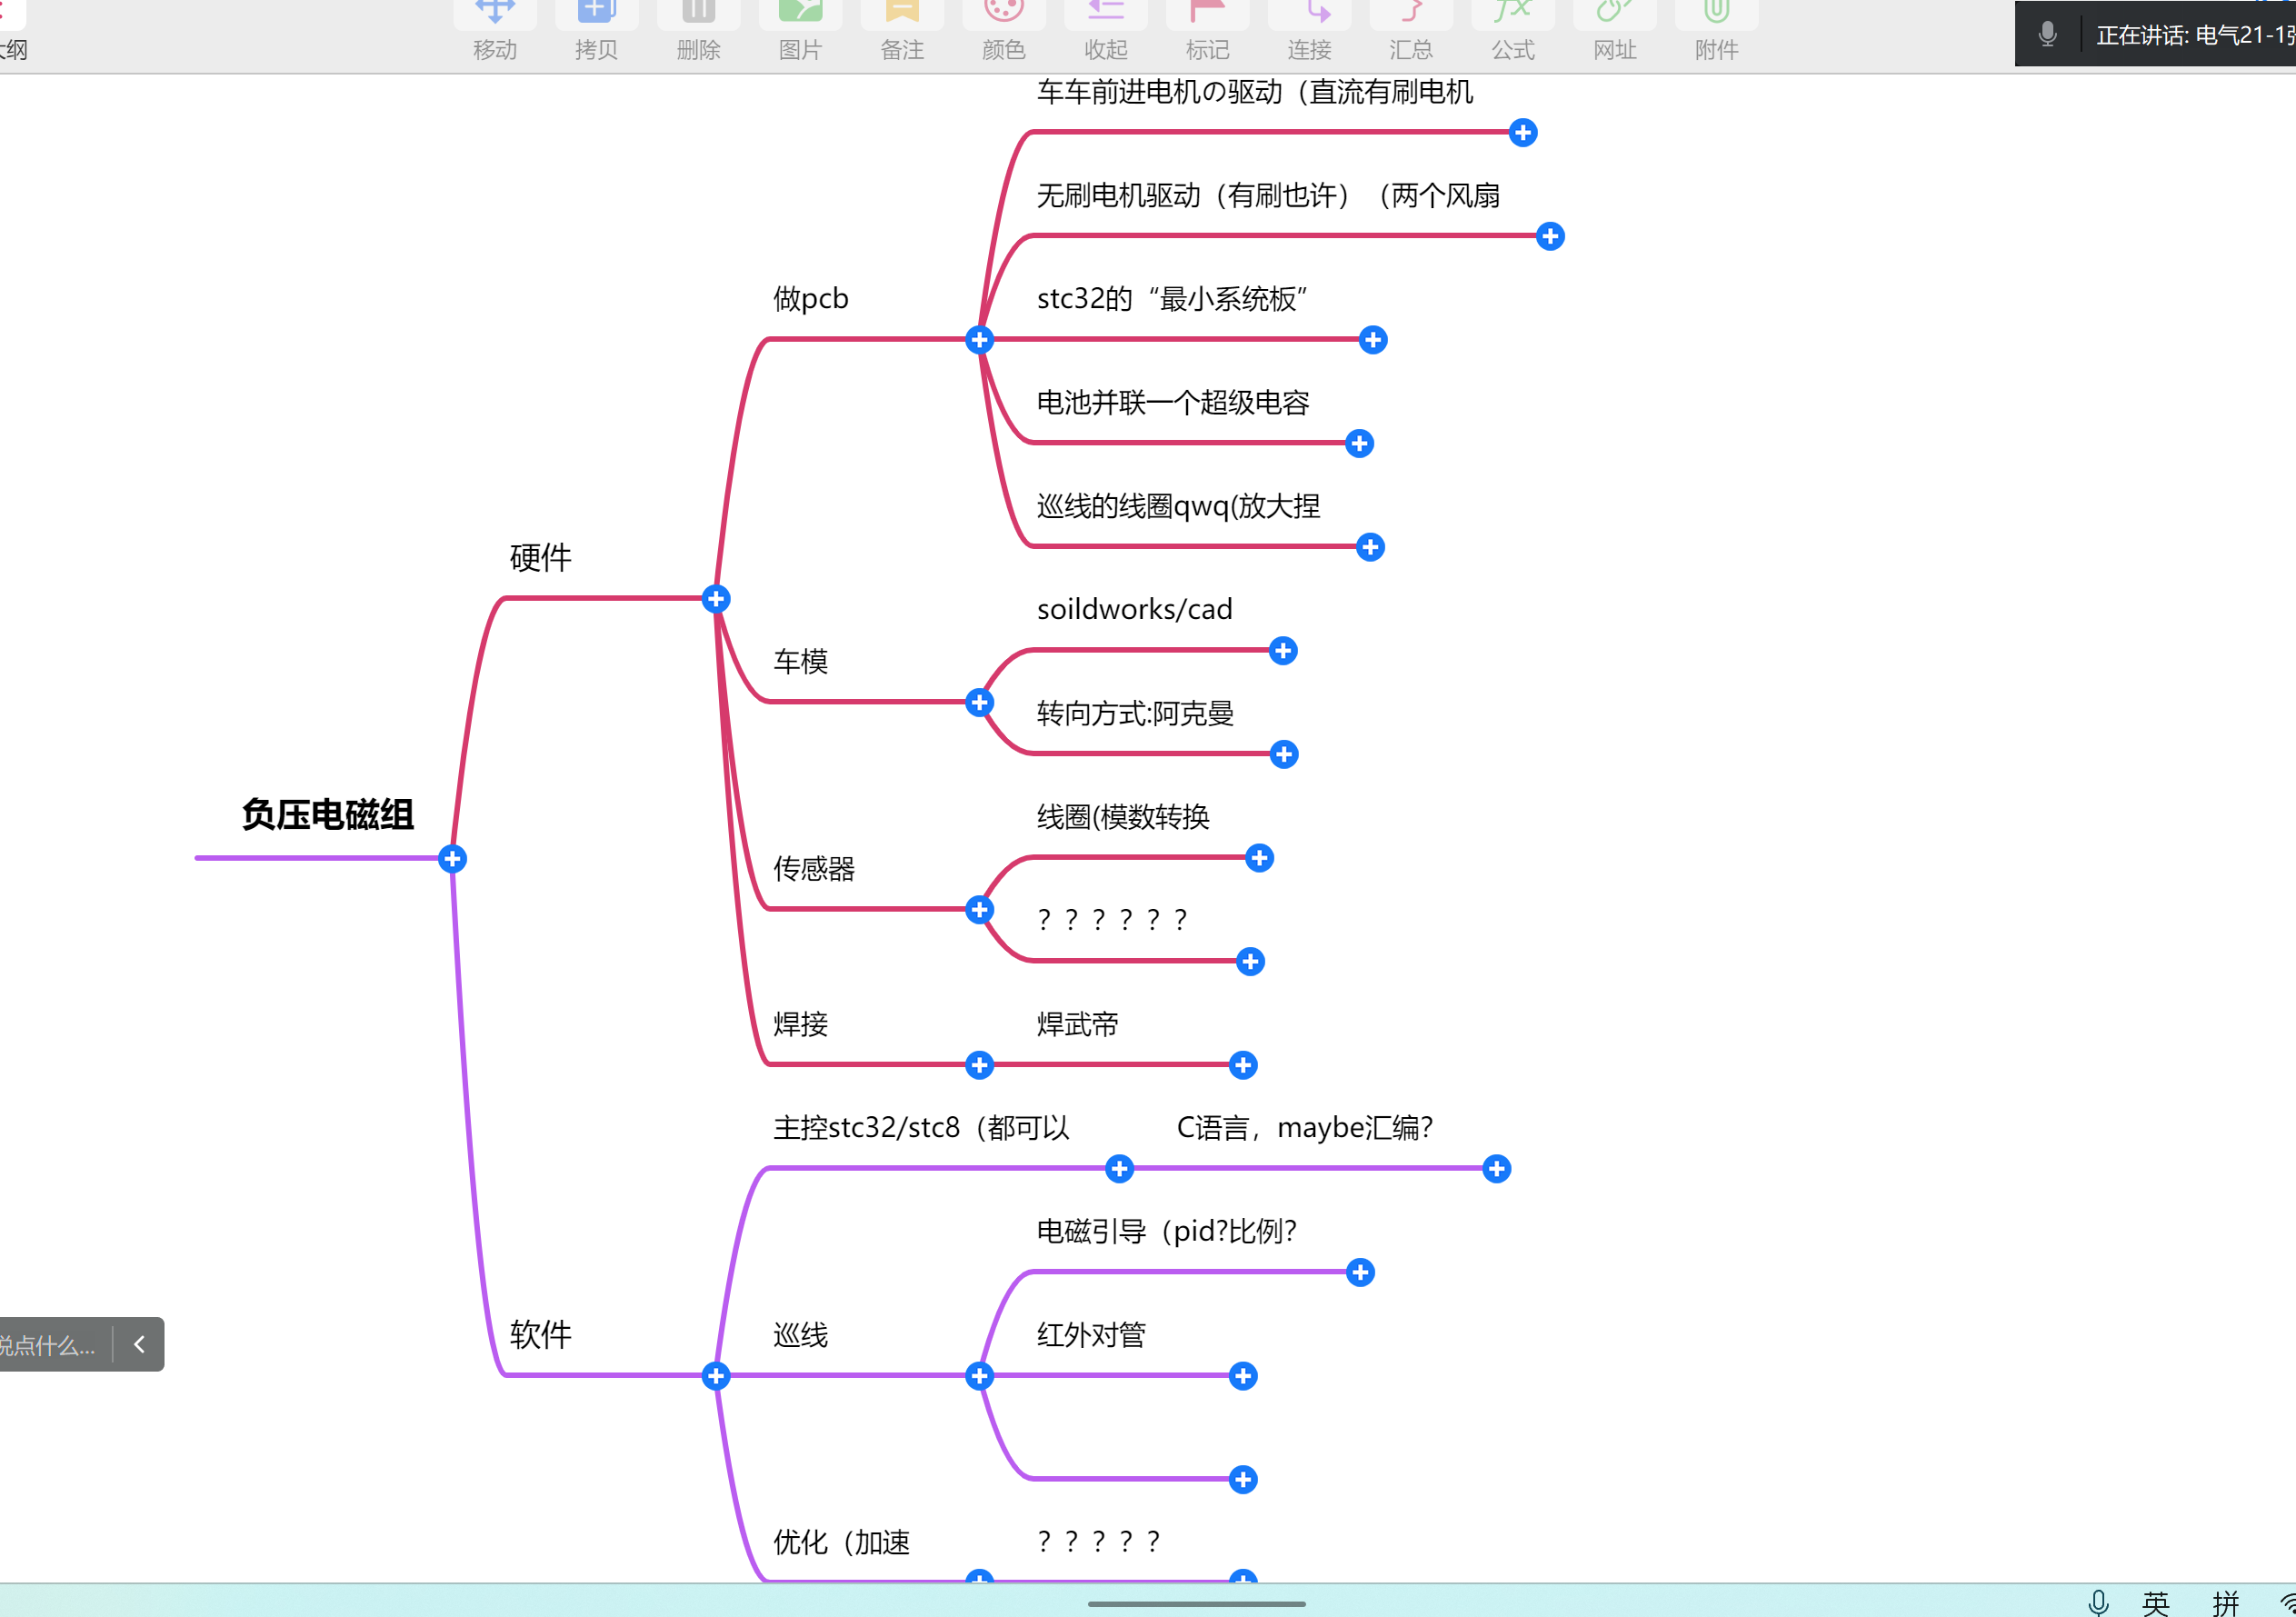 大纲
移动
拷贝
删除
图片
备注
颜色
收起
标记
连接
汇总
公式
网址
附件
正在讲话: 电气21-1张
车车前进电机の驱动（直流有刷电机
无刷电机驱动（有刷也许）（两个风扇
做pcb
stc32的“最小系统板”
电池并联一个超级电容
巡线的线圈qwq(放大捏
硬件
soildworks/cad
车模
转向方式:阿克曼
负压电磁组
线圈(模数转换
传感器
？？？？？？
焊接
焊武帝
主控stc32/stc8（都可以
C语言，maybe汇编？
电磁引导（pid?比例？
软件
巡线
红外对管
说点什么...
优化（加速
？？？？？
英
拼